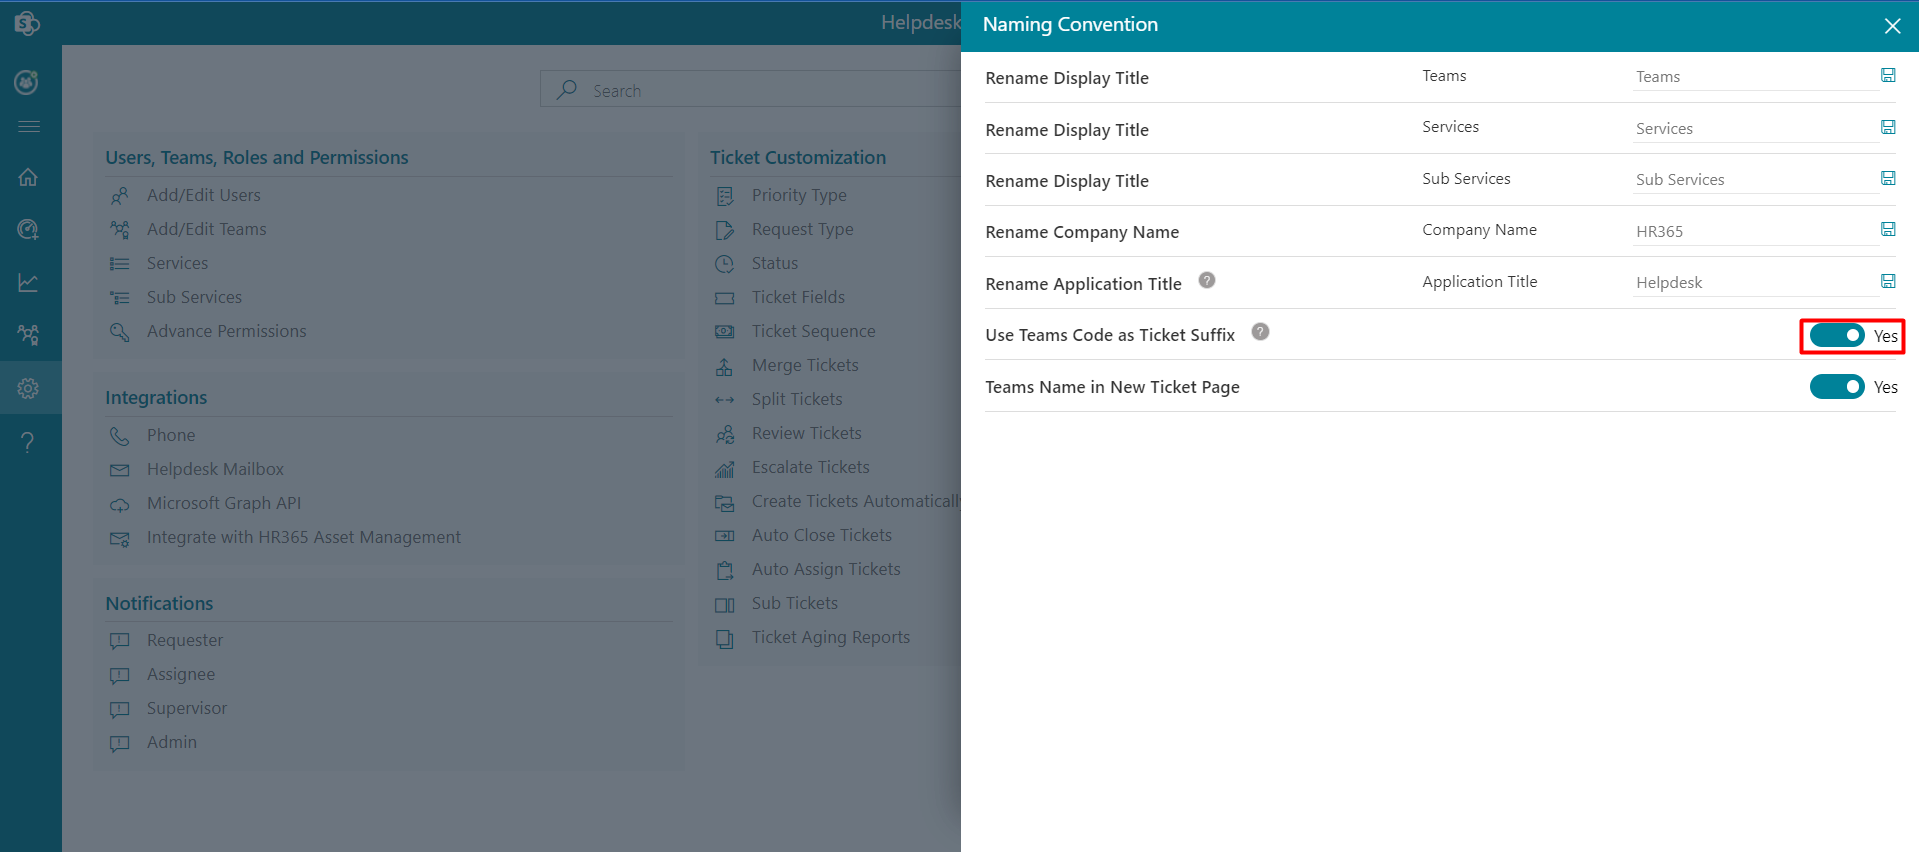 S
Helpdesk
Search
Users, Teams, Roles and Permissions
Add/Edit Users
Add/Edit Teams
Services
Sub Services
Advance Permissions
Integrations
Phone
Helpdesk Mailbox
Microsoft Graph API
Integrate with HR365 Asset Management
Notifications
Requester
Assignee
Supervisor
Admin
Ticket Customization
Priority Type
Request Type
Status
Ticket Fields
Ticket Sequence
Merge Tickets
Split Tickets
Review Tickets
Escalate Tickets
Create Tickets Automatically
Auto Close Tickets
Auto Assign Tickets
Sub Tickets
Ticket Aging Reports
Naming Convention
Rename Display Title Teams Teams
Rename Display Title Services Services
Rename Display Title Sub Services Sub Services
Rename Company Name Company Name HR365
Rename Application Title ? Application Title Helpdesk
Use Teams Code as Ticket Suffix ? Yes
Teams Name in New Ticket Page Yes